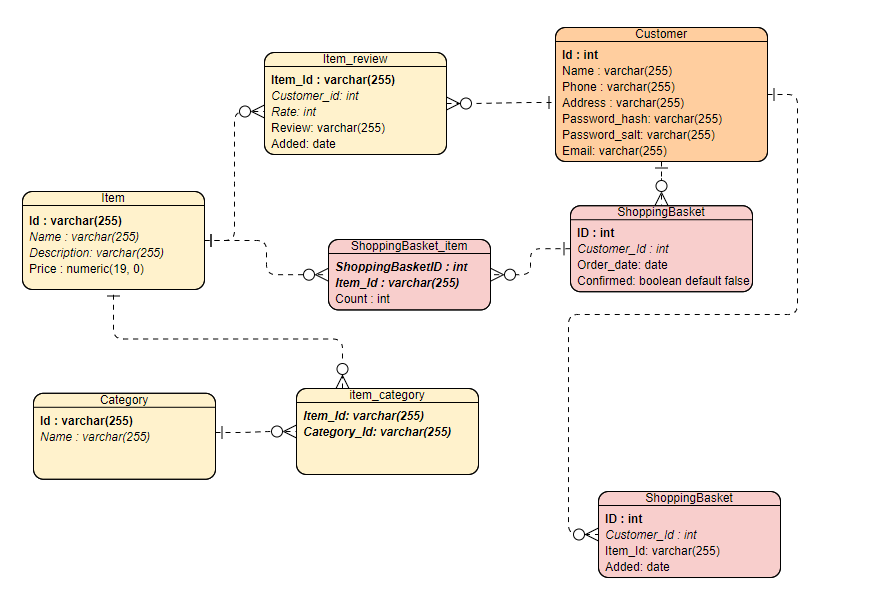 Customer
Id : int
Name : varchar(255)
Phone : varchar(255)
Address : varchar(255)
Password_hash: varchar(255)
Password_salt: varchar(255)
Email: varchar(255)
Item_review
Item_Id : varchar(255)
Customer_id: int
Rate: int
Review: varchar(255)
Added: date
Item
Id : varchar(255)
Name : varchar(255)
Description: varchar(255)
Price : numeric(19, 0)
ShoppingBasket_item
ShoppingBasketID : int
Item_Id : varchar(255)
Count : int
ShoppingBasket
ID : int
Customer_Id : int
Order_date: date
Confirmed: boolean default false
Category
Id : varchar(255)
Name : varchar(255)
item_category
Item_Id: varchar(255)
Category_Id: varchar(255)
ShoppingBasket
ID : int
Customer_Id : int
Item_Id: varchar(255)
Added: date